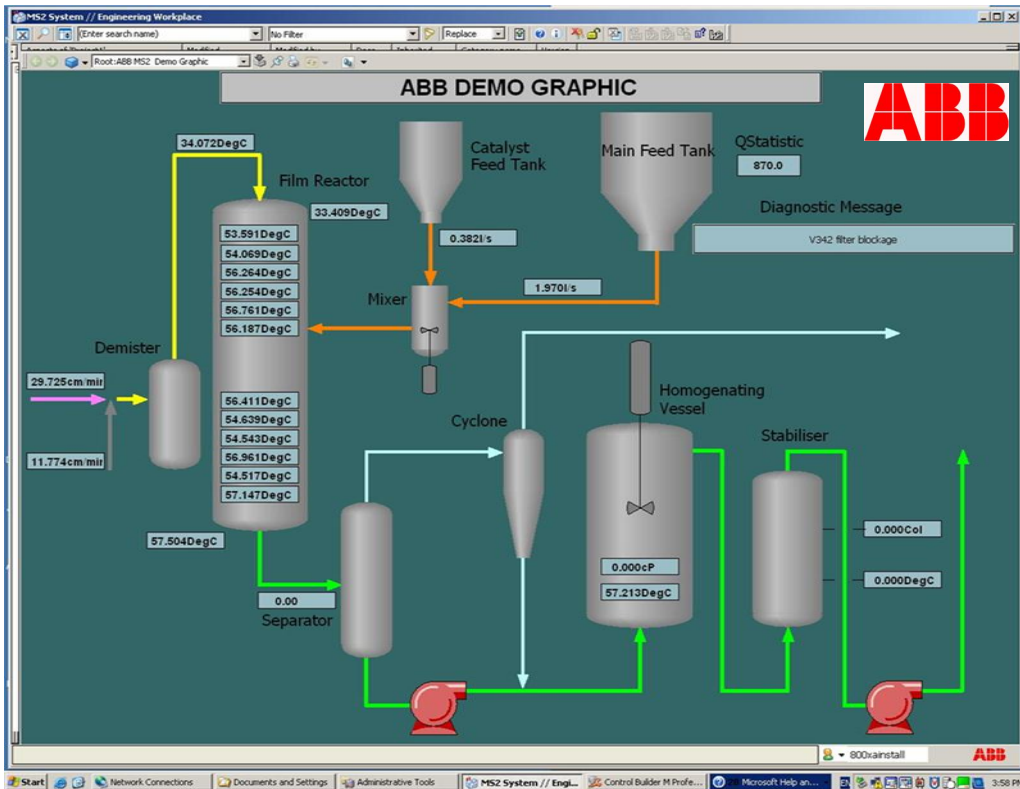 MS2 System // Engineering Workplace
(Enter search name)
No Filter
Replace
Root:ABB MS2 Demo Graphic
ABB DEMO GRAPHIC
ABB
34.072DegC
Catalyst
Feed Tank
Main Feed Tank
QStatistic
870.0
Film Reactor
33.409DegC
Diagnostic Message
V342 filter blockage
53.591DegC
54.069DegC
56.264DegC
56.254DegC
56.761DegC
56.187DegC
0.382l/s
1.970l/s
Mixer
Demister
29.725cm/min
11.774cm/min
56.411DegC
54.639DegC
54.543DegC
56.961DegC
54.517DegC
57.147DegC
57.504DegC
Cyclone
Homogenating
Vessel
Stabiliser
0.000Col
0.000DegC
0.000cP
57.213DegC
0.00
Separator
800xainstall
ABB
Start
Network Connections
Documents and Settings
Administrative Tools
MS2 System // Engi...
Control Builder M Profe...
Microsoft Help an...
3:58 PM